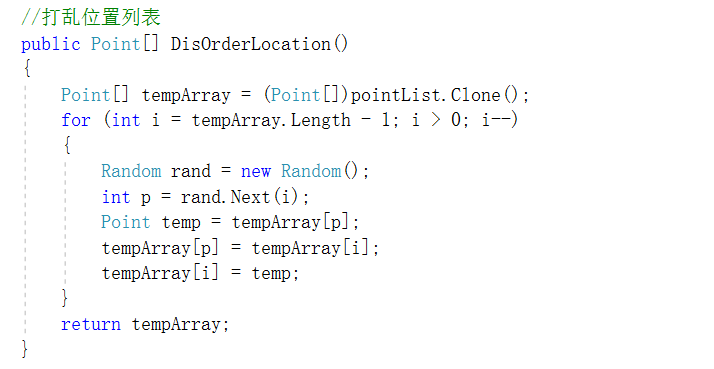 //打乱位置列表
public Point[] DisOrderLocation()
{
Point[] tempArray = (Point[])pointList.Clone();
for (int i = tempArray.Length - 1; i > 0; i--)
{
Random rand = new Random();
int p = rand.Next(i);
Point temp = tempArray[p];
tempArray[p] = tempArray[i];
tempArray[i] = temp;
}
return tempArray;
}